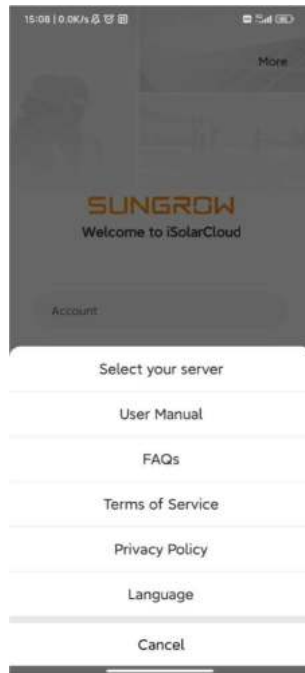 15:08 | 0.0K/s
More
SUNGROW
Welcome to iSolarCloud
Account
Select your server
User Manual
FAQs
Terms of Service
Privacy Policy
Language
Cancel